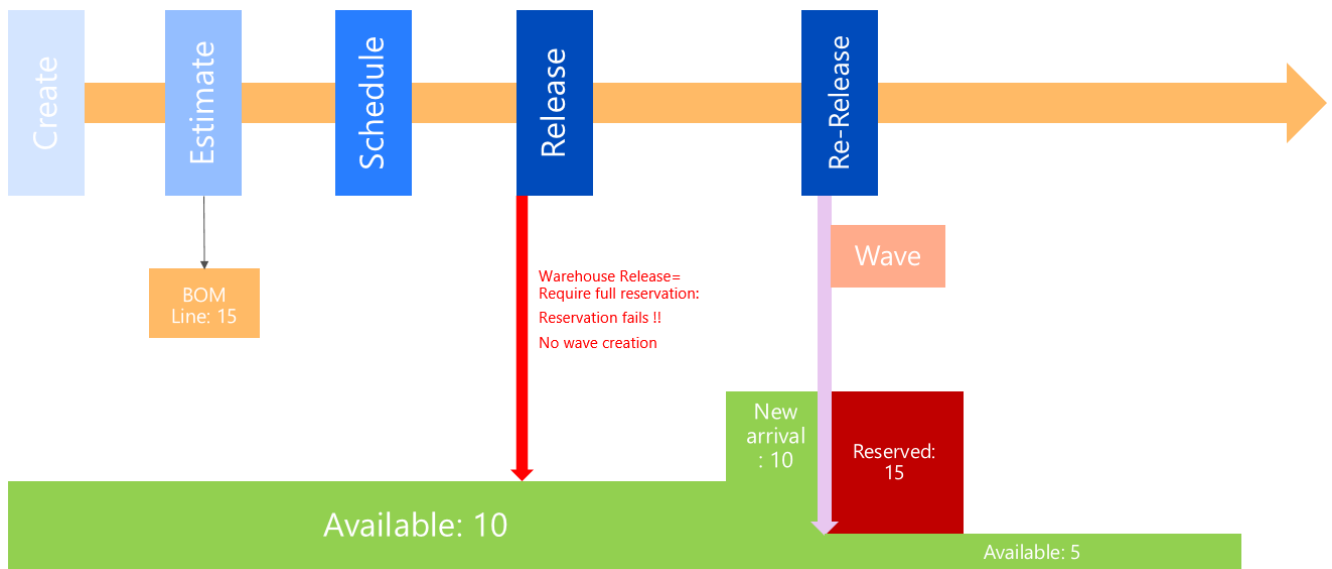 Create
Estimate
Schedule
Release
Re-Release
BOM
Line: 15
Warehouse Release=
Require full reservation:
Reservation fails !!
No wave creation
Wave
New
arrival
: 10
Reserved:
15
Available: 10
Available: 5